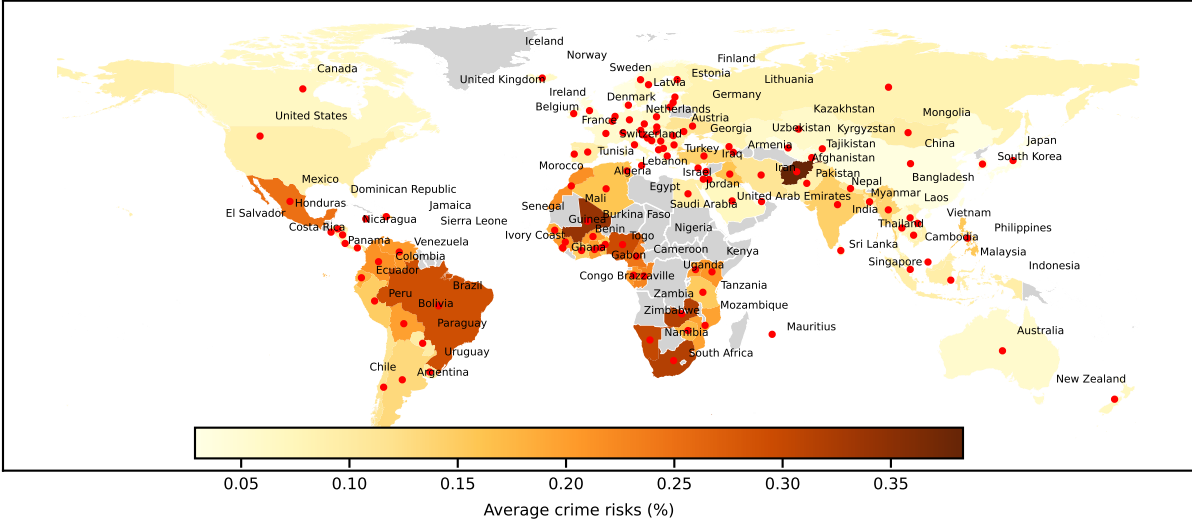 Iceland
Norway
Finland
Canada
Sweden
Estonia
United Kingdom
Latvia
Lithuania
Ireland
Denmark
Germany
Belgium
Netherlands
Kazakhstan
Mongolia
United States
France
Austria
Switzerland
Georgia
Uzbekistan
Kyrgyzstan
Japan
Tunisia
Turkey
Iraq
Armenia
Tajikistan
China
South Korea
Morocco
Lebanon
Afghanistan
Algeria
Israel
Iran
Pakistan
Bangladesh
Mexico
Dominican Republic
Egypt
Jordan
Nepal
Honduras
Jamaica
Senegal
Mali
Saudi Arabia
United Arab Emirates
Myanmar
Laos
El Salvador
Nicaragua
Sierra Leone
Guinea
Burkina Faso
India
Vietnam
Costa Rica
Ivory Coast
Benin
Togo
Nigeria
Thailand
Cambodia
Philippines
Panama
Venezuela
Ghana
Cameroon
Kenya
Sri Lanka
Malaysia
Colombia
Gabon
Singapore
Indonesia
Ecuador
Congo Brazzaville
Uganda
Brazil
Tanzania
Peru
Zambia
Bolivia
Zimbabwe
Mozambique
Paraguay
Namibia
Mauritius
Australia
Uruguay
South Africa
Chile
Argentina
New Zealand
0.05 0.10 0.15 0.20 0.25 0.30 0.35
Average crime risks (%)